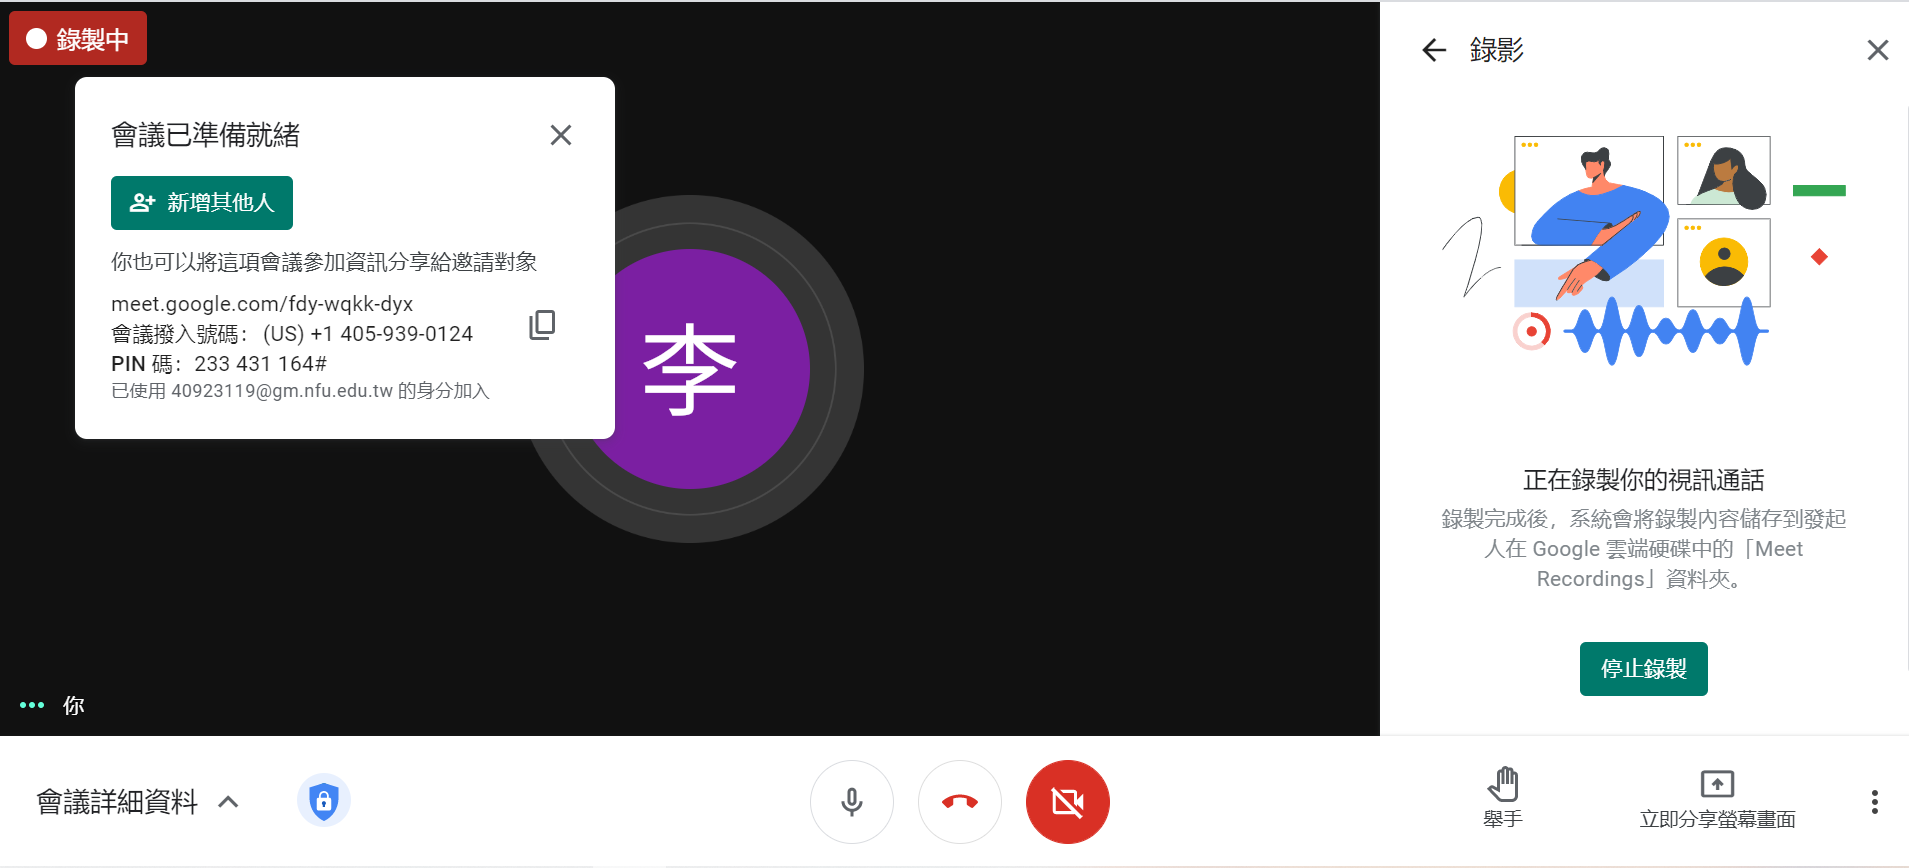 錄製中
會議已準備就緒
新增其他人
你也可以將這項會議參加資訊分享給邀請對象
meet.google.com/fdy-wqkk-dyx
會議撥入號碼： (US) +1 405-939-0124
PIN 碼： 233 431 164#
已使用 40923119@gm.nfu.edu.tw 的身分加入
李
你
錄影
正在錄製你的視訊通話
錄製完成後，系統會將錄製內容儲存到發起
人在 Google 雲端硬碟中的「Meet
Recordings」資料夾。
停止錄製
會議詳細資料
舉手
立即分享螢幕畫面